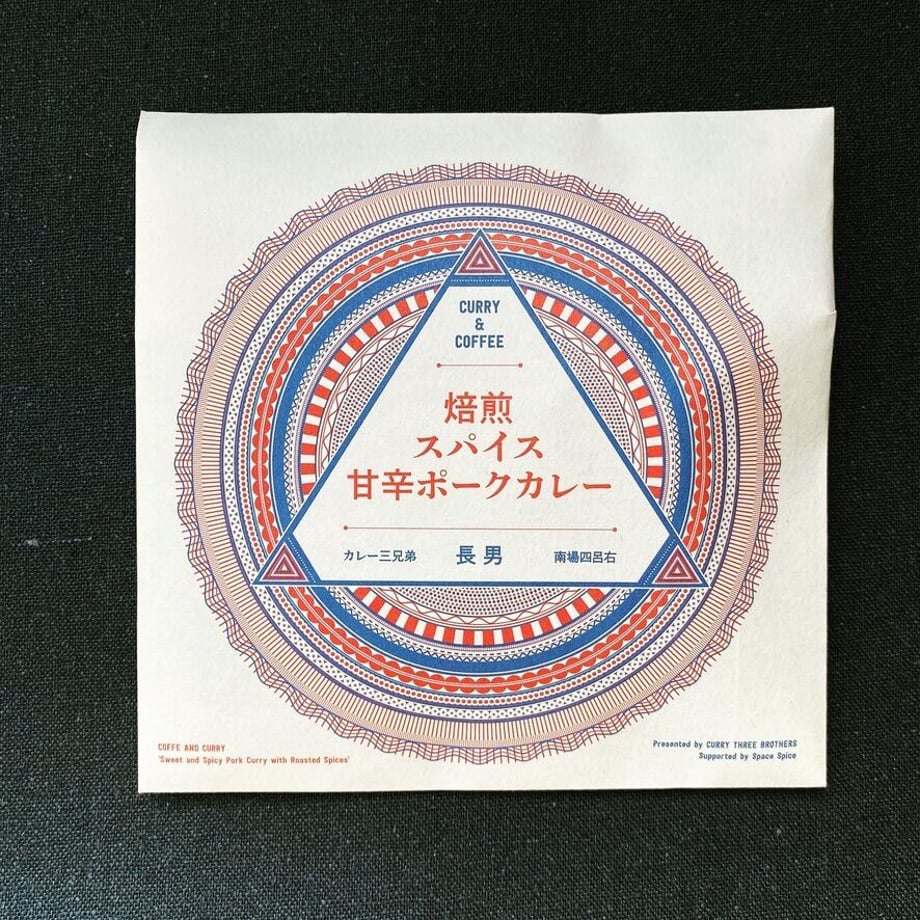 CURRY
&
COFFEE
焙煎
スパイス
甘辛ポークカレー
カレー三兄弟 長男 南場四呂右
COFFE AND CURRY
'Sweet and Spicy Pork Curry with Roasted Spices'
Presented by CURRY THREE BROTHERS
Supported by Space Spice